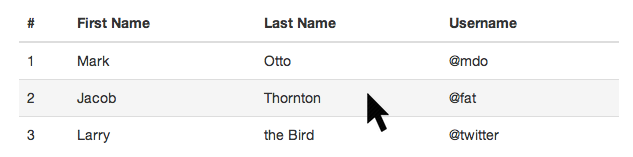 # First Name Last Name Username
1 Mark Otto @mdo
2 Jacob Thornton @fat
3 Larry the Bird @twitter